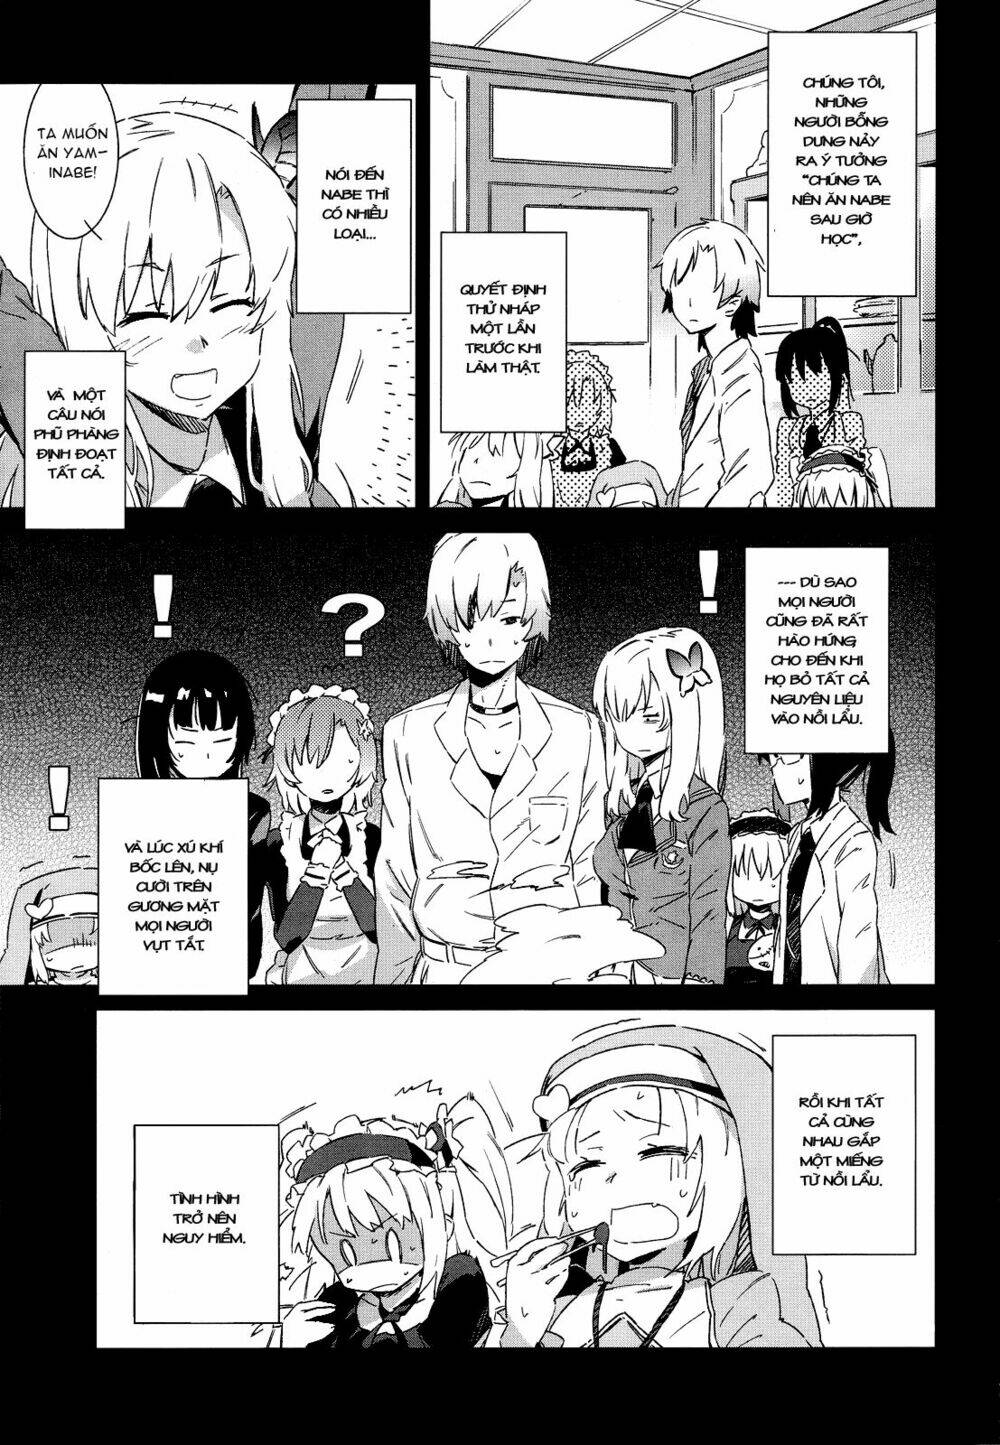 CHÚNG TÔI,
NHỮNG
NGƯỜI BỖNG
DƯNG NẢY
RA Ý TƯỞNG
"CHÚNG TA
NÊN ĂN NABE
SAU GIỜ
HỌC",
QUYẾT ĐỊNH
THỬ NHÁP
MỘT LẦN
TRƯỚC KHI
LÀM THẬT.
NÓI ĐẾN
NABE THÌ
CÓ NHIỀU
LOẠI...
TA MUỐN
ĂN YAM-
INABE!
VÀ MỘT
CÂU NÓI
PHŨ PHÀNG
ĐỊNH ĐOẠT
TẤT CẢ.
--- DÙ SAO
MỌI NGƯỜI
CŨNG ĐÃ RẤT
HÀO HỨNG,
CHO ĐẾN KHI
HỌ BỎ TẤT CẢ
NGUYÊN LIỆU
VÀO NỒI LẨU.
!
?
!
!
VÀ LÚC XÚ KHÍ
BỐC LÊN, NỤ
CƯỜI TRÊN
GƯƠNG MẶT
MỌI NGƯỜI
VỤT TẮT.
RỒI KHI TẤT
CẢ CÙNG
NHAU GẮP
MỘT MIẾNG
TỪ NỒI LẨU.
TÌNH HÌNH
TRỞ NÊN
NGUY HIỂM.